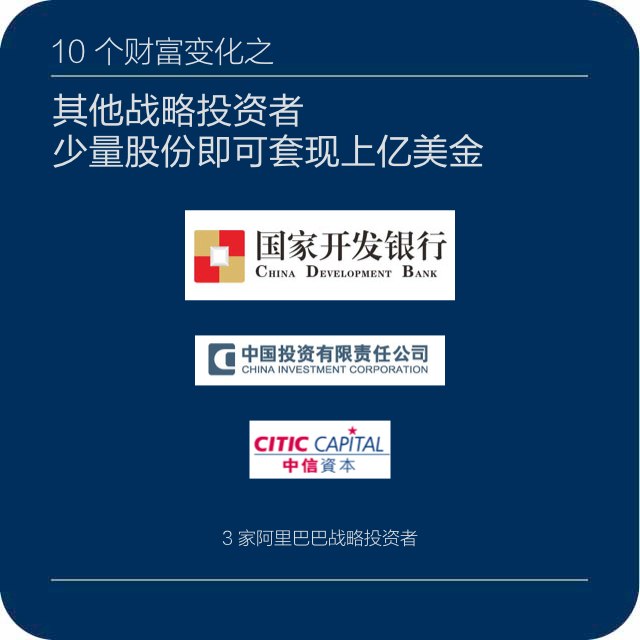 10 个财富变化之
其他战略投资者
少量股份即可套现上亿美金
国家开发银行
CHINA DEVELOPMENT BANK
中国投资有限责任公司
CHINA INVESTMENT CORPORATION
CITIC CAPITAL
中信資本
3 家阿里巴巴战略投资者